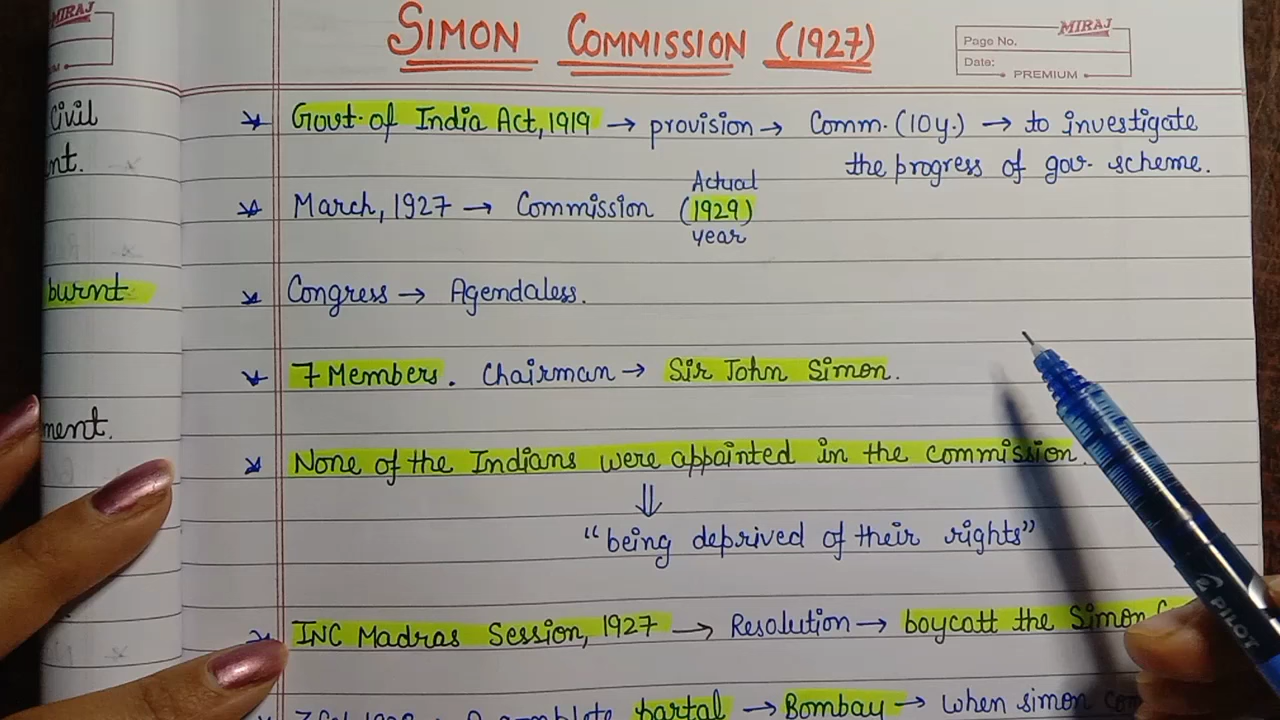 MIRAJ
SIMON COMMISSION (1927)
MIRAJ
Page No.
Date:
PREMIUM
Civil
nt.
burnt
ment.
Govt. of India Act, 1919 → provision → Comm. (10y.) → to investigate
the progress of gov. scheme.
Actual
March, 1927 → Commission (1929)
year
Congress → Agendaless.
7 Members. Chairman → Sir John Simon.
None of the Indians were appointed in the commission.
⇓
“being deprived of their rights”
INC Madras Session, 1927 → Resolution → boycott the Simon
hartal → Bombay → when simon
PILOT